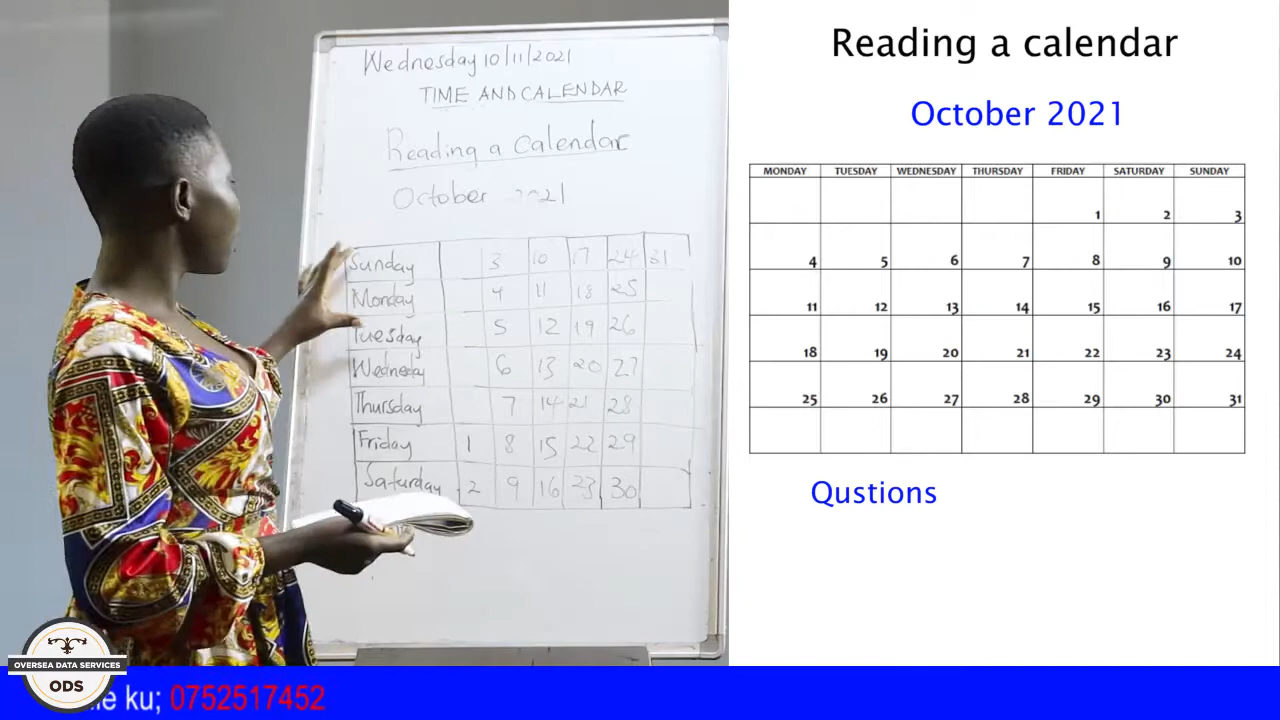 Wednesday 10/11/2021
TIME AND CALENDAR
Reading a calendar
October 2021
Sunday 3 10 17 24 31
Monday 4 11 18 25
Tuesday 5 12 19 26
Wedneday 6 13 20 27
Thursday 7 14 21 28
Friday 1 8 15 22 29
Saturday 2 9 16 23 30
Reading a calendar
October 2021
MONDAY TUESDAY WEDNESDAY THURSDAY FRIDAY SATURDAY SUNDAY
1 2 3
4 5 6 7 8 9 10
11 12 13 14 15 16 17
18 19 20 21 22 23 24
25 26 27 28 29 30 31
Qustions
OVERSEA DATA SERVICES
ODS
ku; 0752517452